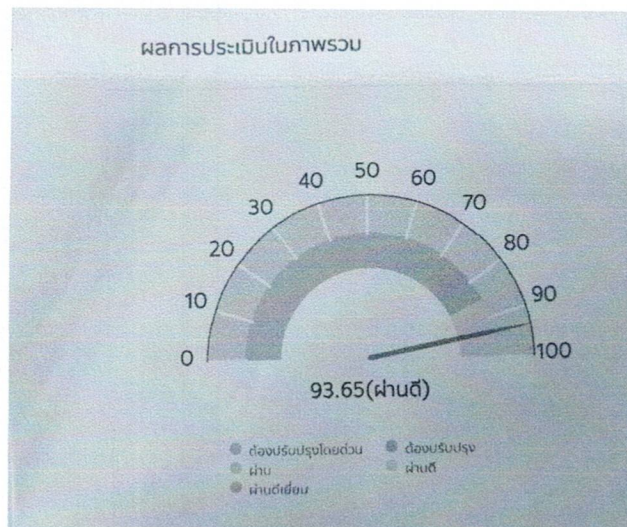 ผลการประเมินในภาพรวม
50
40 60
30 70
20 80
10 90
0 100
93.65(ผ่านดี)
ต้องปรับปรุงโดยด่วน ต้องปรับปรุง
ผ่าน ผ่านดี
ผ่านดีเยี่ยม